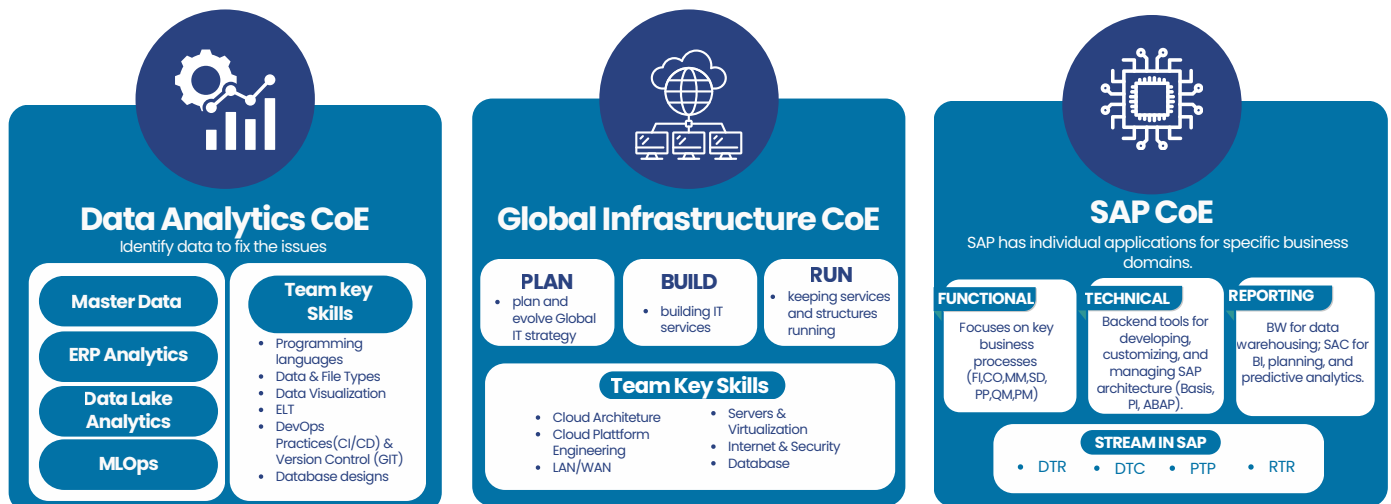 Data Analytics CoE
Identify data to fix the issues
Master Data
ERP Analytics
Data Lake
Analytics
MLOps
Team key
Skills
• Programming
languages
• Data & File Types
• Data Visualization
• ELT
• DevOps
Practices(CI/CD) &
Version Control (GIT)
• Database designs
Global Infrastructure CoE
PLAN
• plan and
evolve Global
IT strategy
BUILD
• building IT
services
RUN
• keeping services
and structures
running
Team Key Skills
• Cloud Architeture
• Cloud Plattform
Engineering
• LAN/WAN
• Servers &
Virtualization
• Internet & Security
• Database
SAP CoE
SAP has individual applications for specific business
domains.
FUNCTIONAL
Focuses on key
business
processes
(FI,CO,MM,SD,
PP,QM,PM)
TECHNICAL
Backend tools for
developing,
customizing, and
managing SAP
architecture (Basis,
PI, ABAP).
REPORTING
BW for data
warehousing; SAC for
BI, planning, and
predictive analytics.
STREAM IN SAP
• DTR • DTC • PTP • RTR